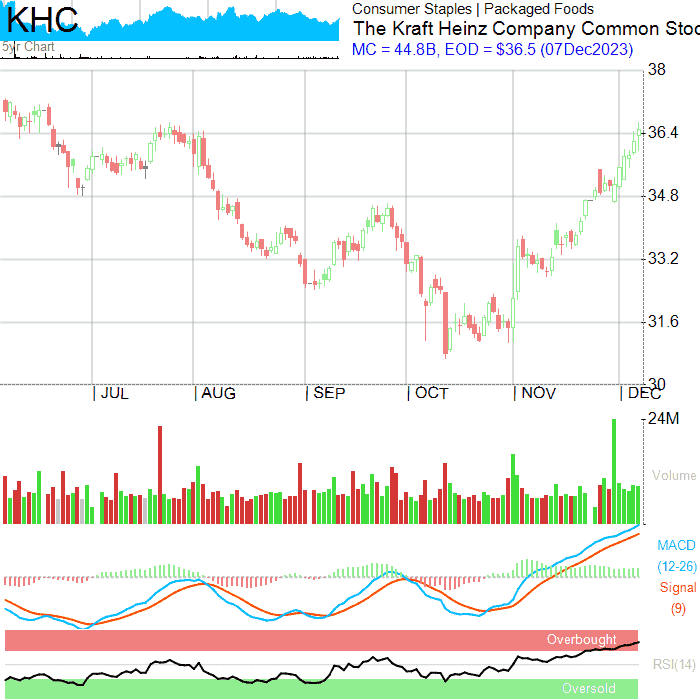 KHC
5yr Chart
Consumer Staples | Packaged Foods
The Kraft Heinz Company Common Stoc
MC = 44.8B, EOD = $36.5 (07Dec2023)
38
36.4
34.8
33.2
31.6
30
| JUL | AUG | SEP | OCT | NOV | DEC
24M
Volume
MACD
(12-26)
Signal
(9)
Overbought
RSI(14)
Oversold